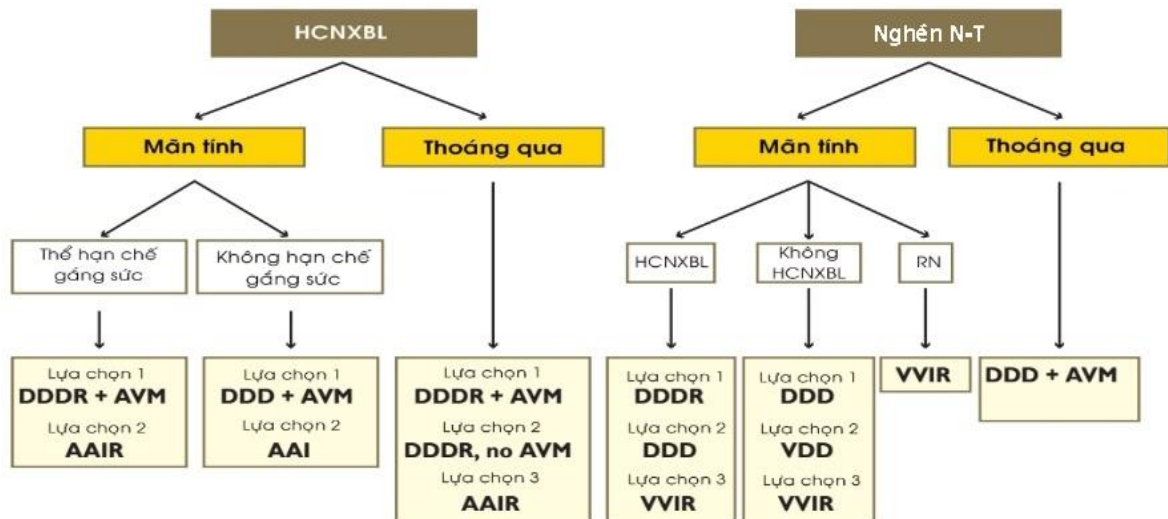 HCNXBL
Nghẽn N-T
Mãn tính
Thoáng qua
Mãn tính
Thoáng qua
Thể hạn chế
gắng sức
Không hạn chế
gắng sức
HCNXBL
Không
HCNXBL
RN
Lựa chọn 1
DDDR + AVM
Lựa chọn 2
AAIR
Lựa chọn 1
DDD + AVM
Lựa chọn 2
AAI
Lựa chọn 1
DDDR + AVM
Lựa chọn 2
DDDR, no AVM
Lựa chọn 3
AAIR
Lựa chọn 1
DDDR
Lựa chọn 2
DDD
Lựa chọn 3
VVIR
Lựa chọn 1
DDD
Lựa chọn 2
VDD
Lựa chọn 3
VVIR
VVIR
DDD + AVM